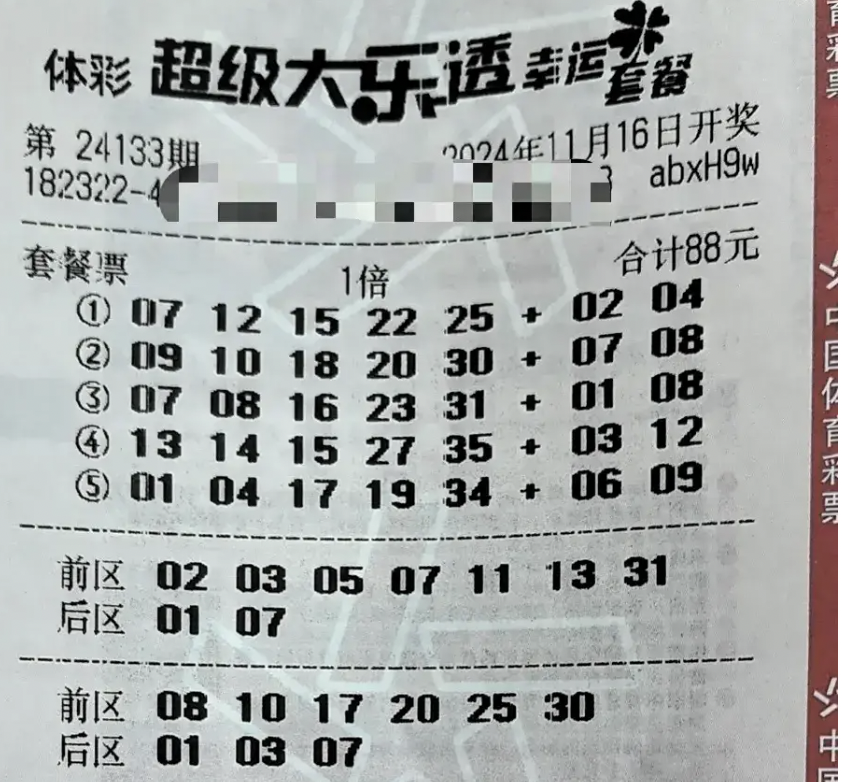 体彩 超级大乐透 幸运套餐
第 24133期 2024年11月16日开奖
182322-4 abxH9w
套餐票 1倍 合计88元
① 07 12 15 22 25 + 02 04
② 09 10 18 20 30 + 07 08
③ 07 08 16 23 31 + 01 08
④ 13 14 15 27 35 + 03 12
⑤ 01 04 17 19 34 + 06 09
前区 02 03 05 07 11 13 31
后区 01 07
前区 08 10 17 20 25 30
后区 01 03 07
育彩票
中国体育彩票
中国